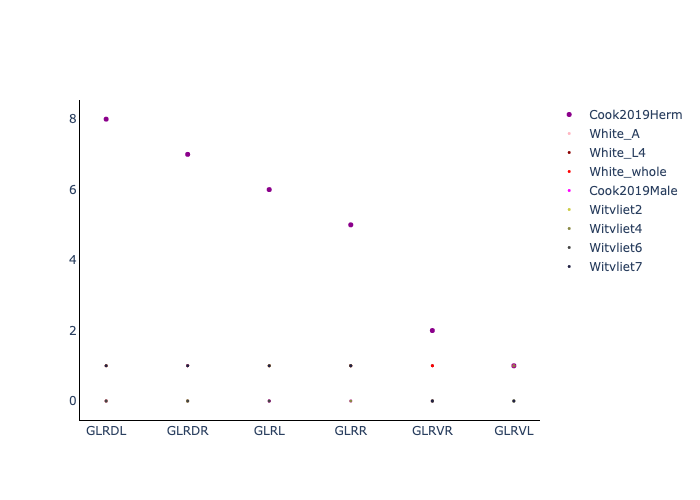 8
6
4
2
0
GLRDL GLRDR GLRL GLRR GLRVR GLRVL
Cook2019Herm
White_A
White_L4
White_whole
Cook2019Male
Witvliet2
Witvliet4
Witvliet6
Witvliet7